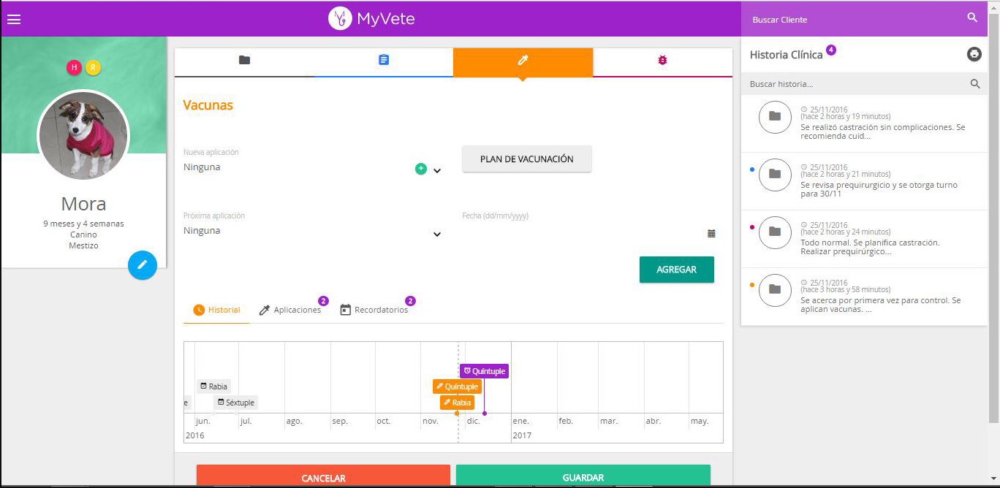 MyVete
Buscar Cliente
H
R
Mora
9 meses y 4 semanas
Canino
Mestizo
Vacunas
Nueva aplicación
Ninguna
PLAN DE VACUNACIÓN
Próxima aplicación
Ninguna
Fecha (dd/mm/yyyy)
AGREGAR
Historial
Aplicaciones 2
Recordatorios 2
Quíntuple
Quíntuple
Rabia
Rabia
e
Séxtuple
jun. jul. ago. sep. oct. nov. dic. ene. feb. mar. abr. may.
2016 2017
CANCELAR
GUARDAR
Historia Clínica 4
Buscar historia...
25/11/2016
(hace 2 horas y 19 minutos)
Se realizó castración sin complicaciones. Se
recomienda cuid...
25/11/2016
(hace 2 horas y 21 minutos)
Se revisa prequirurgicio y se otorga turno
para 30/11
25/11/2016
(hace 2 horas y 24 minutos)
Todo normal. Se planifica castración.
Realizar prequirúrgico...
25/11/2016
(hace 3 horas y 58 minutos)
Se acerca por primera vez para control. Se
aplican vacunas. ...